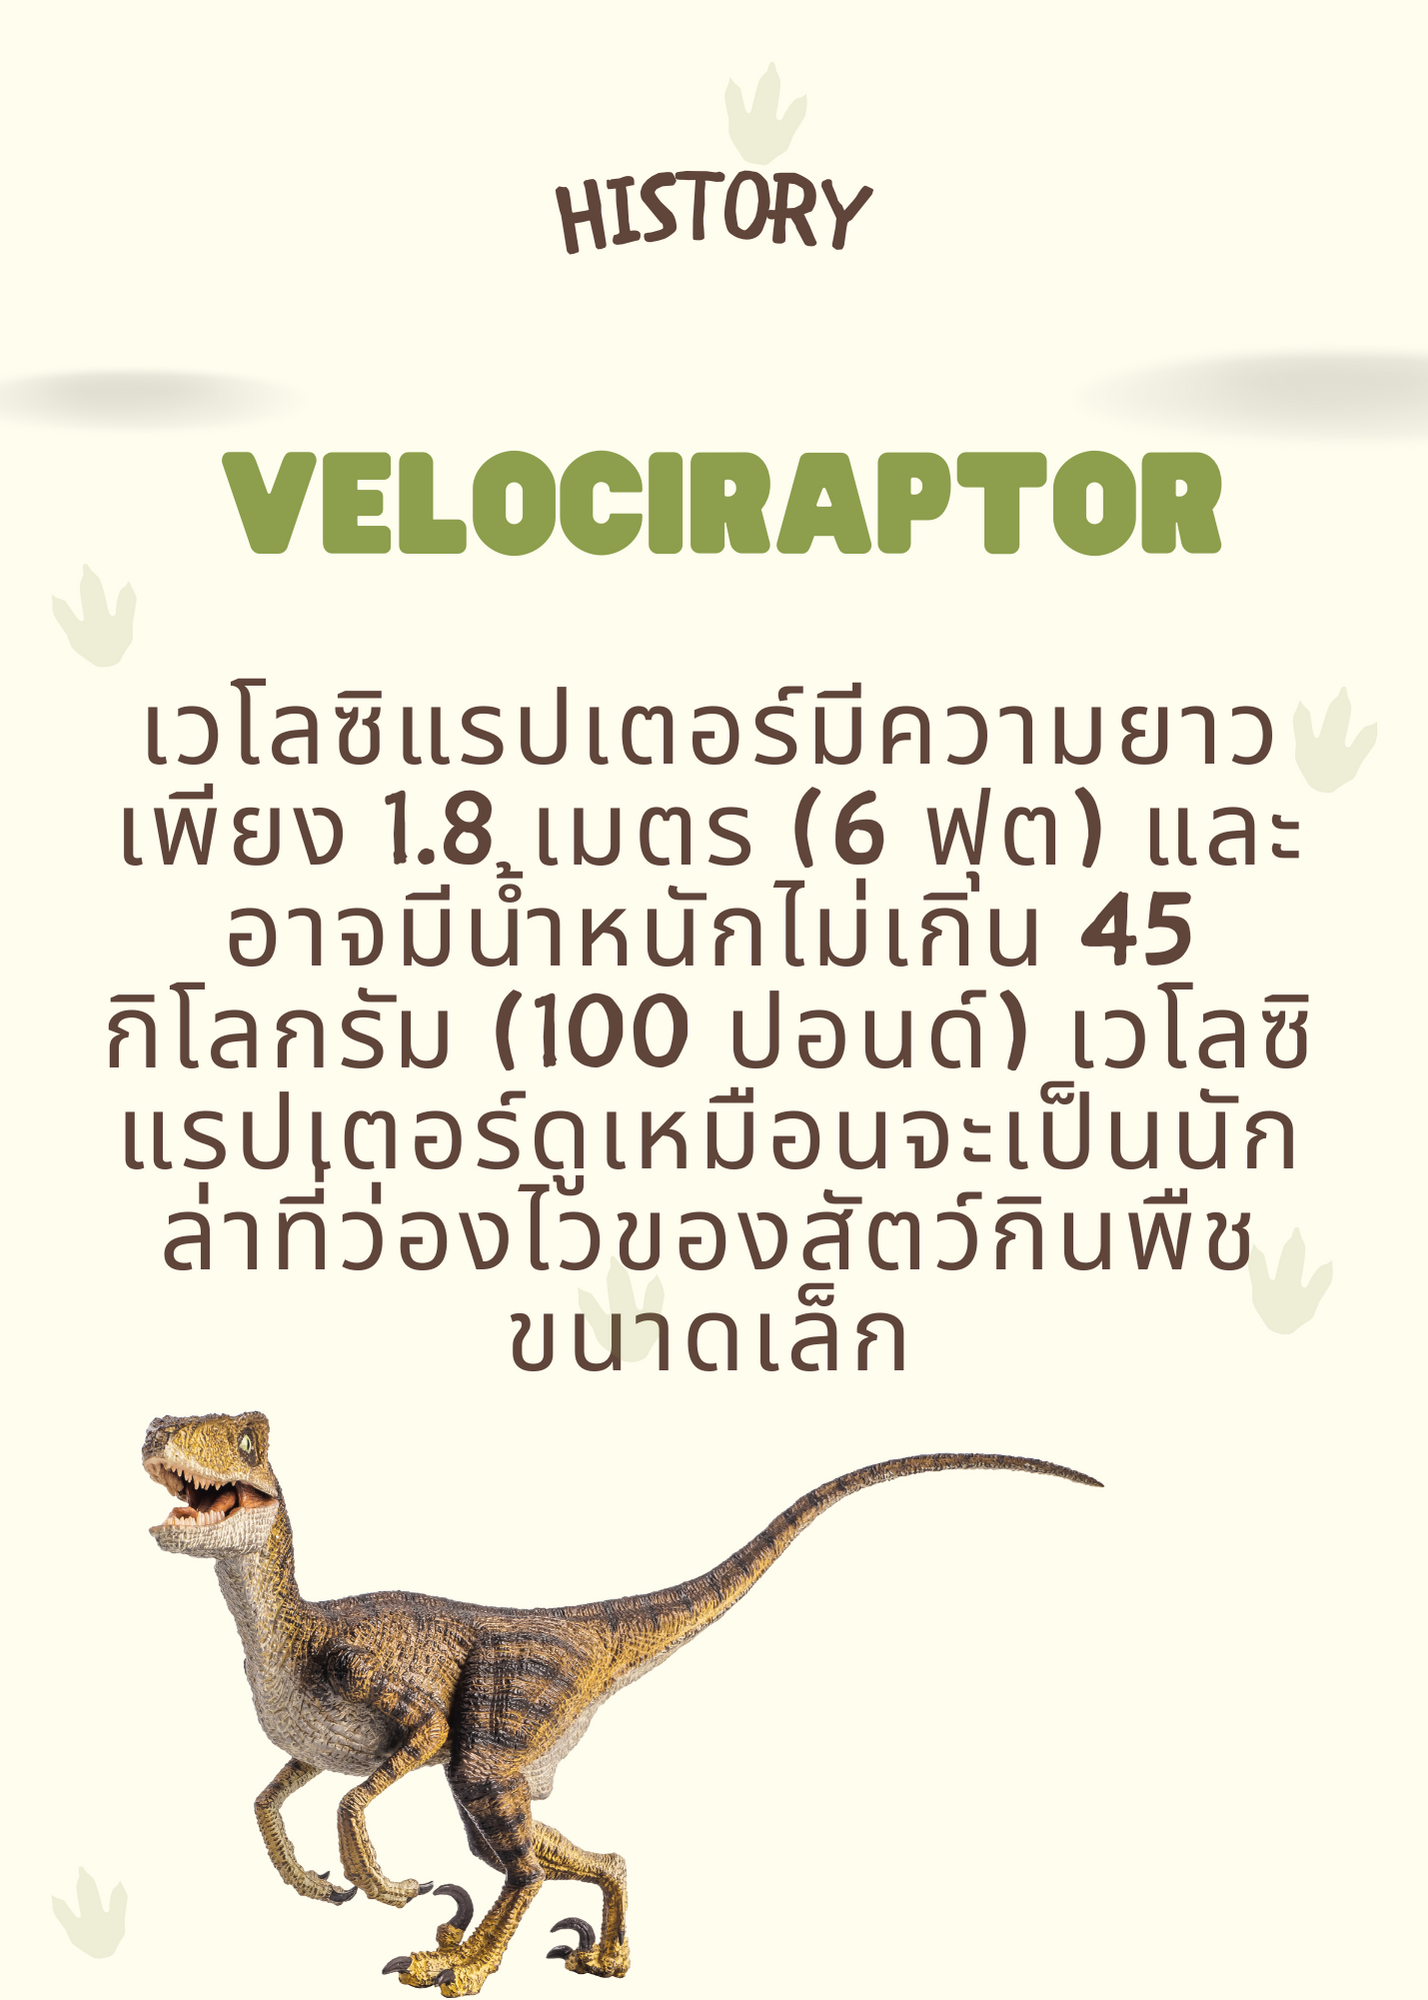 HISTORY
VELOCIRAPTOR
เวโลซิแรปเตอร์มีความยาว
เพียง 1.8 เมตร (6 ฟุต) และ
อาจมีน้ำหนักไม่เกิน 45
กิโลกรัม (100 ปอนด์) เวโลซิ
แรปเตอร์ดูเหมือนจะเป็นนัก
ล่าที่ว่องไวของสัตว์กินพืช
ขนาดเล็ก